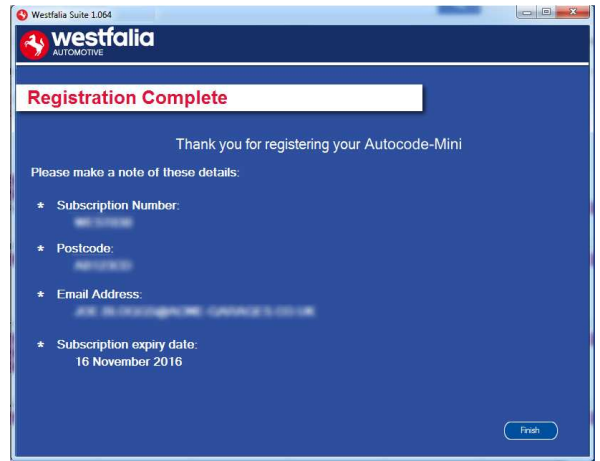 Westfalia Suite 1.064
westfalia
AUTOMOTIVE
Registration Complete
Thank you for registering your Autocode-Mini
Please make a note of these details:
* Subscription Number:
* Postcode:
* Email Address:
* Subscription expiry date:
16 November 2016
Finish